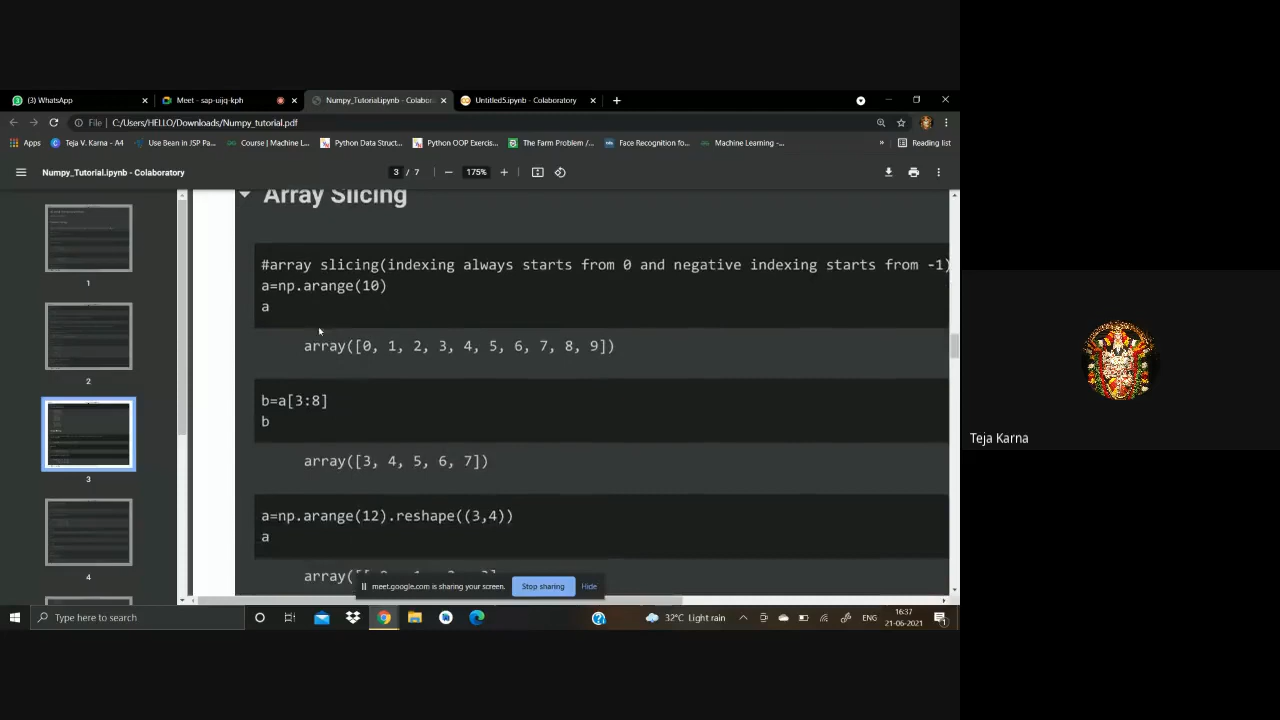 (3) WhatsApp
Meet - sap-uijq-kph
Numpy_Tutorial.ipynb - Colaborat
Untitled5.ipynb - Colaboratory
File
C:/Users/HELLO/Downloads/Numpy_tutorial.pdf
Apps
Teja V. Karna - A4
Use Bean in JSP Pa...
Course | Machine L...
Python Data Struct...
Python OOP Exercis...
The Farm Problem /...
Face Recognition fo...
Machine Learning -...
»
Reading list
Numpy_Tutorial.ipynb - Colaboratory
3 / 7
175%
Array Slicing
#array slicing(indexing always starts from 0 and negative indexing starts from -1)
a=np.arange(10)
a
array([0, 1, 2, 3, 4, 5, 6, 7, 8, 9])
b=a[3:8]
b
array([3, 4, 5, 6, 7])
a=np.arange(12).reshape((3,4))
a
array([[
1
2
3
4
meet.google.com is sharing your screen.
Stop sharing
Hide
Teja Karna
Type here to search
32°C Light rain
ENG
16:37
21-06-2021